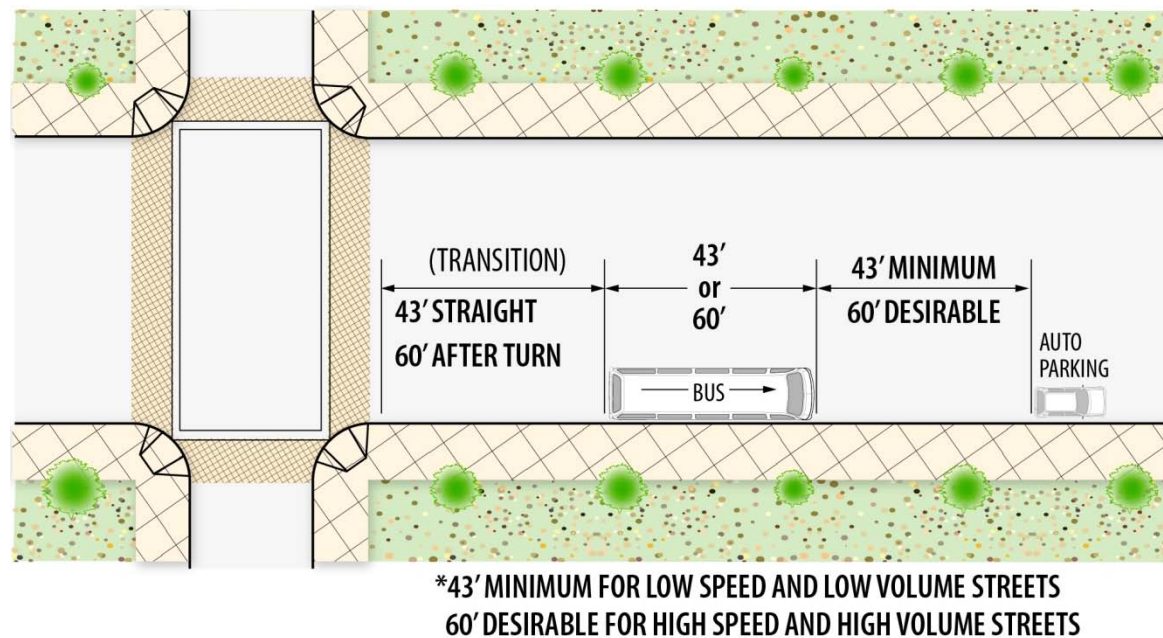 (TRANSITION)
43’ STRAIGHT
60’ AFTER TURN
43’
or
60’
43’ MINIMUM
60’ DESIRABLE
BUS
AUTO
PARKING
*43’ MINIMUM FOR LOW SPEED AND LOW VOLUME STREETS
60’ DESIRABLE FOR HIGH SPEED AND HIGH VOLUME STREETS